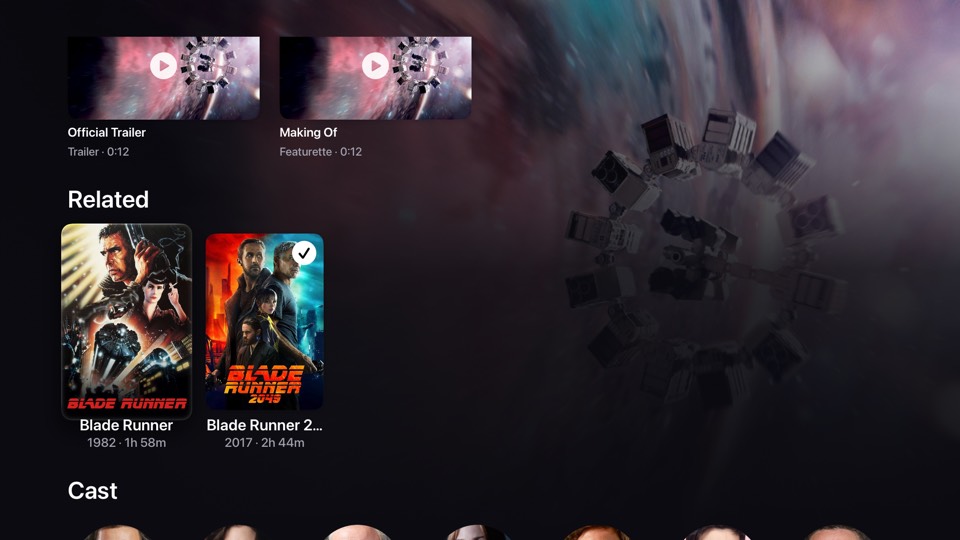 Official Trailer
Trailer · 0:12
Making Of
Featurette · 0:12
Related
BLADE RUNNER
BLADE
RUNNER
2049
Blade Runner
1982 · 1h 58m
Blade Runner 2...
2017 · 2h 44m
Cast